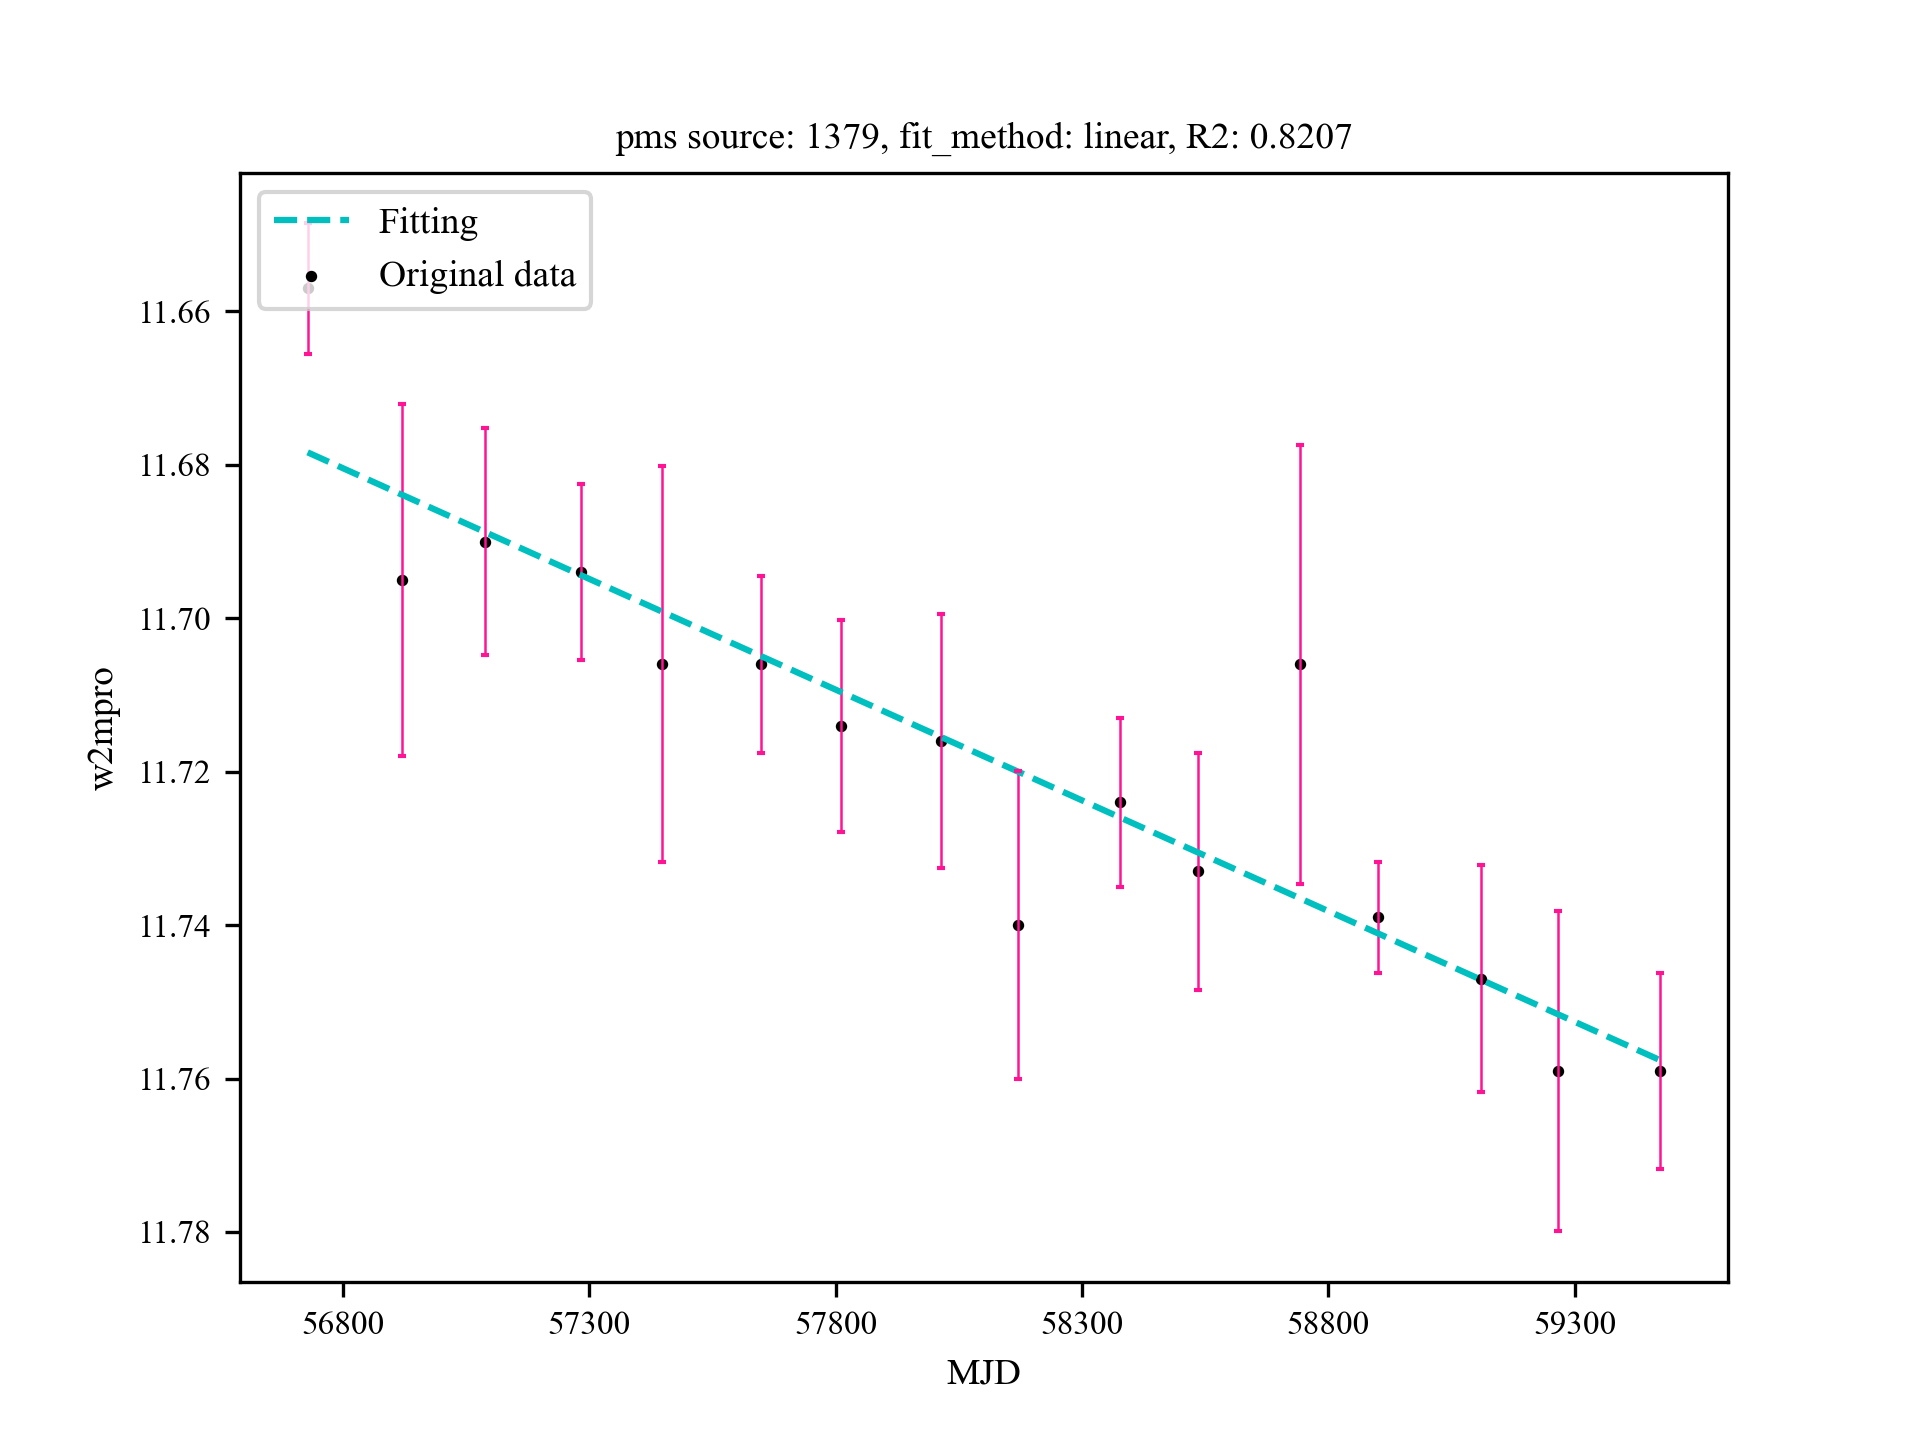 pms source: 1379, fit_method: linear, R2: 0.8207
Fitting
Original data
11.66
11.68
11.70
11.72
11.74
11.76
11.78
w2mpro
56800 57300 57800 58300 58800 59300
MJD